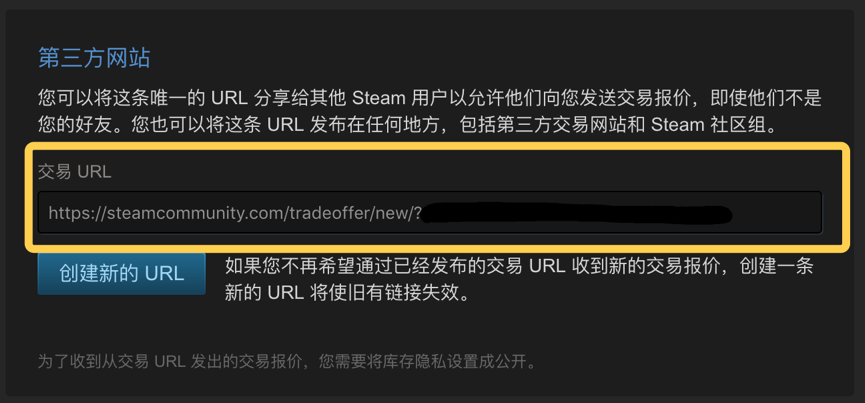 第三方网站
您可以将这条唯一的 URL 分享给其他 Steam 用户以允许他们向您发送交易报价，即使他们不是
您的好友。您也可以将这条 URL 发布在任何地方，包括第三方交易网站和 Steam 社区组。
交易 URL
https://steamcommunity.com/tradeoffer/new/?
创建新的 URL
如果您不再希望通过已经发布的交易 URL 收到新的交易报价，创建一条
新的 URL 将使旧有链接失效。
为了收到从交易 URL 发出的交易报价，您需要将库存隐私设置成公开。